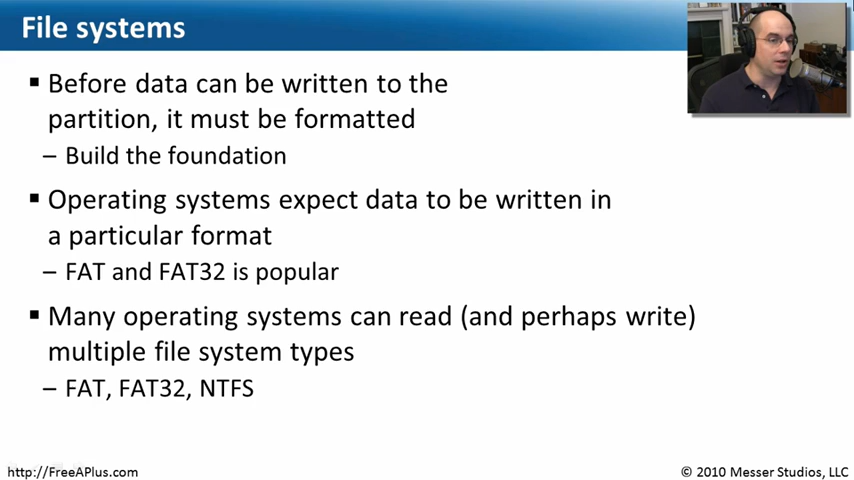 File systems
▪ Before data can be written to the
partition, it must be formatted
– Build the foundation
▪ Operating systems expect data to be written in
a particular format
– FAT and FAT32 is popular
▪ Many operating systems can read (and perhaps write)
multiple file system types
– FAT, FAT32, NTFS
http://FreeAPlus.com
© 2010 Messer Studios, LLC